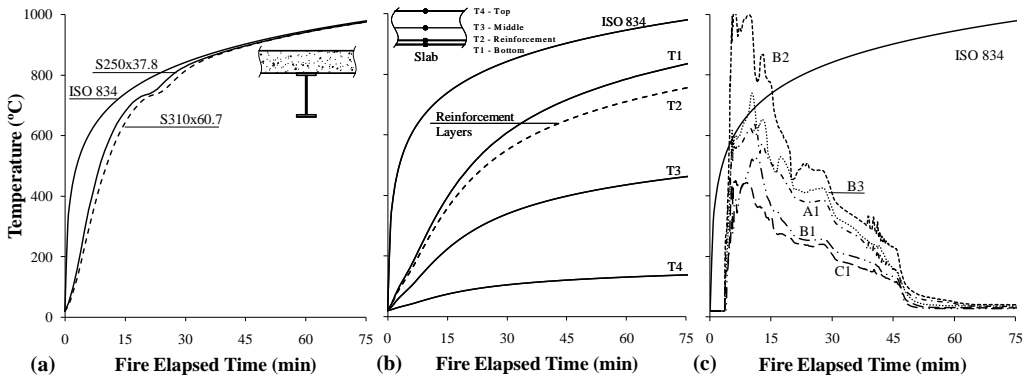 Temperature (ºC)
1000
800
600
400
200
0
S250x37.8
ISO 834
S310x60.7
0 15 30 45 60 75
(a) Fire Elapsed Time (min)
T4 - Top
T3 - Middle
T2 - Reinforcement
T1 - Bottom
Slab
ISO 834
T1
T2
Reinforcement
Layers
T3
T4
0 15 30 45 60 75
(b) Fire Elapsed Time (min)
B2
ISO 834
B3
A1
B1
C1
0 15 30 45 60 75
(c) Fire Elapsed Time (mim)